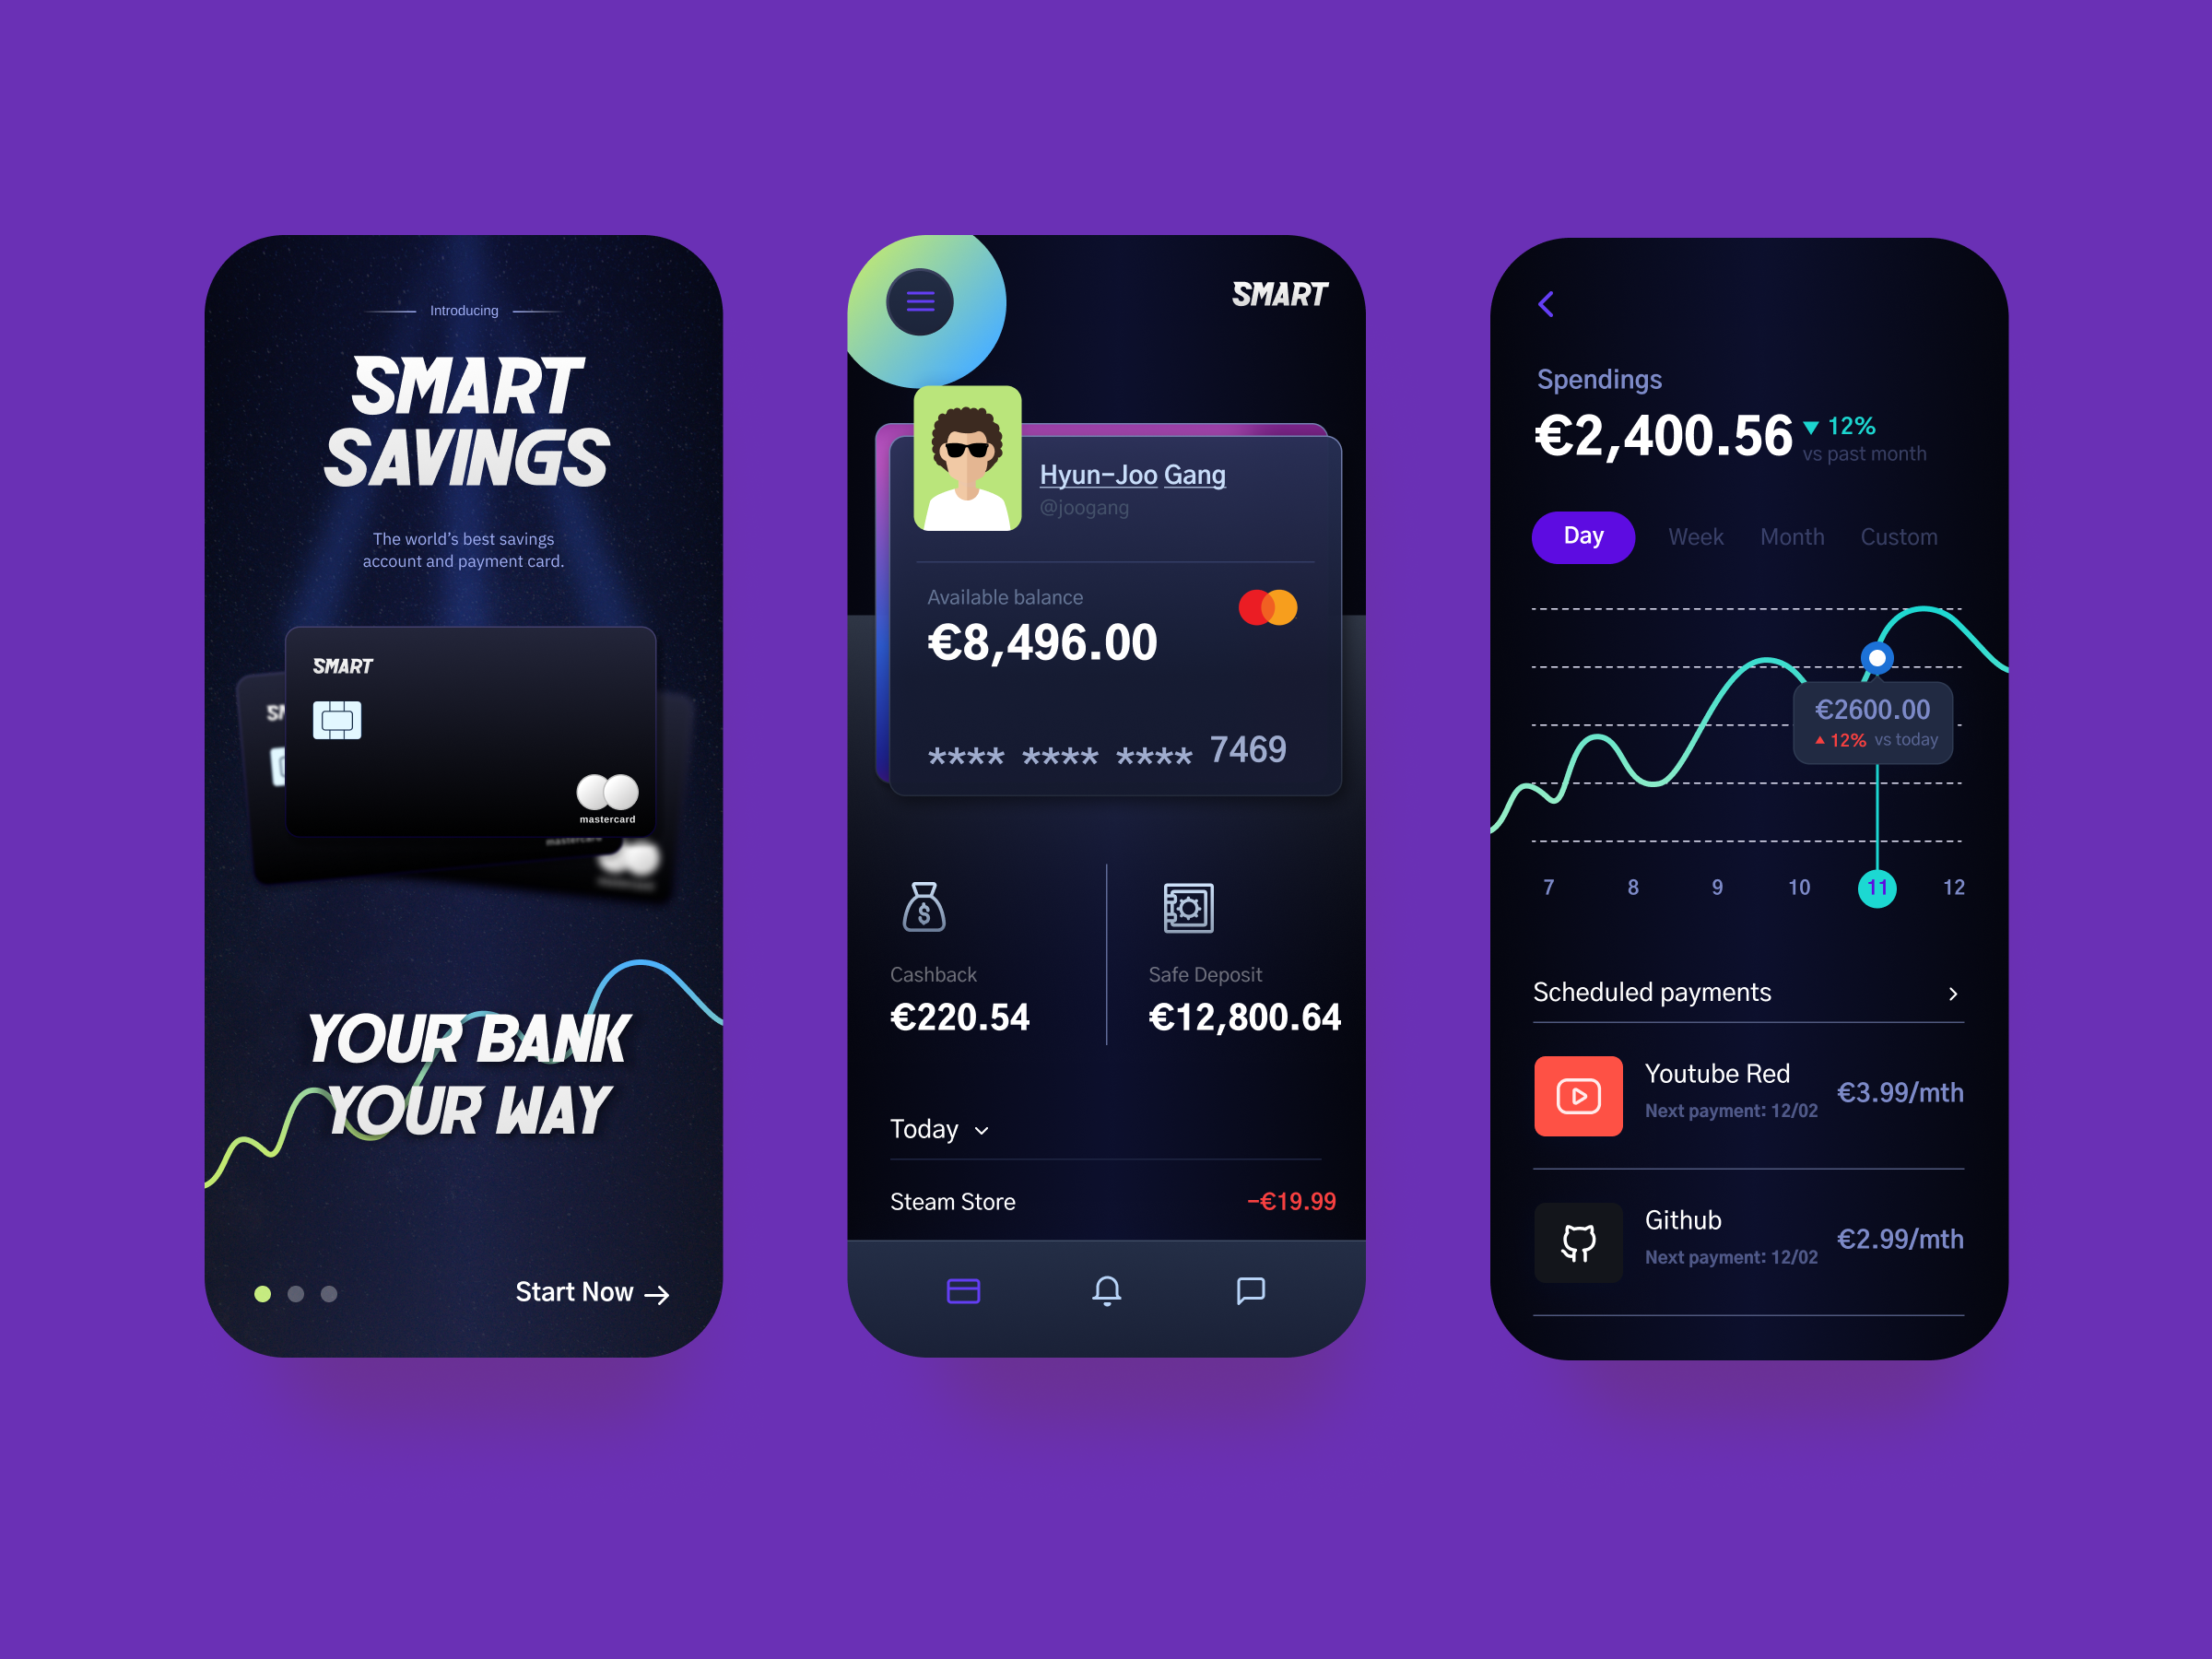 Introducing
SMART
SAVINGS
The world's best savings
account and payment card.
SMART
SM
mastercard
mastercard
YOUR BANK
YOUR WAY
Start Now
SMART
Hyun-Joo Gang
@joogang
Available balance
€8,496.00
**** **** **** 7469
Cashback
€220.54
Safe Deposit
€12,800.64
Today
Steam Store
-€19.99
Spendings
€2,400.56
12%
vs past month
Day Week Month Custom
€2600.00
12% vs today
7 8 9 10 11 12
Scheduled payments
Youtube Red
Next payment: 12/02
€3.99/mth
Github
Next payment: 12/02
€2.99/mth